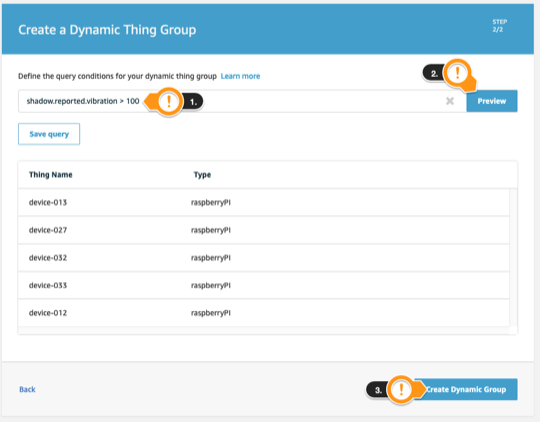 Create a Dynamic Thing Group
STEP
2/2
Define the query conditions for your dynamic thing group Learn more
2. !
shadow.reported.vibration > 100 ! 1. Preview
Save query
Thing Name Type
device-013 raspberryPI
device-027 raspberryPI
device-032 raspberryPI
device-033 raspberryPI
device-012 raspberryPI
Back 3. ! Create Dynamic Group